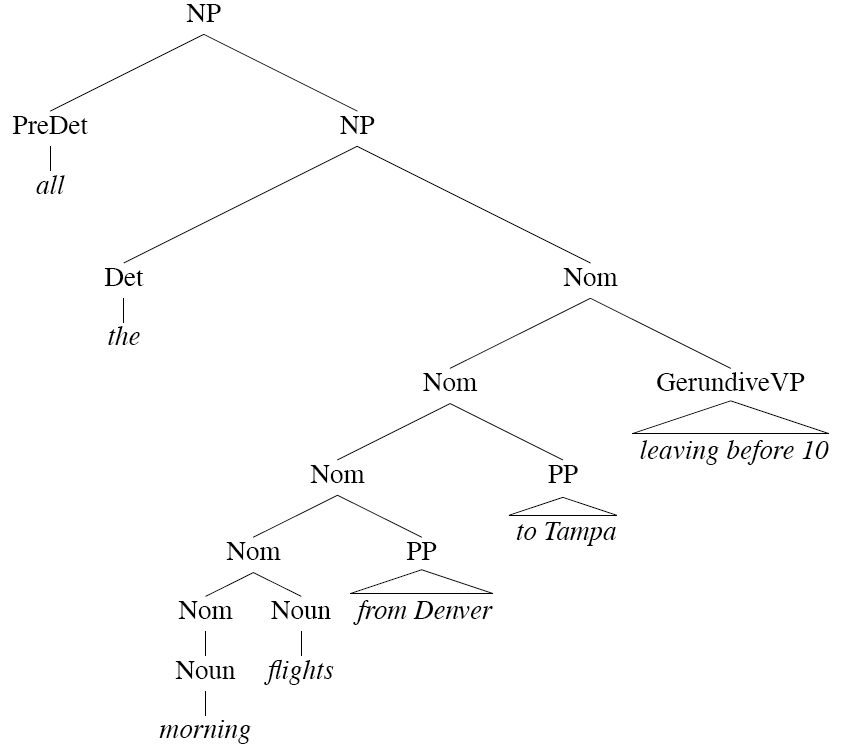 NP
PreDet NP
all
Det Nom
the
Nom GerundiveVP
leaving before 10
Nom PP
to Tampa
Nom PP
Nom Noun from Denver
Noun flights
morning